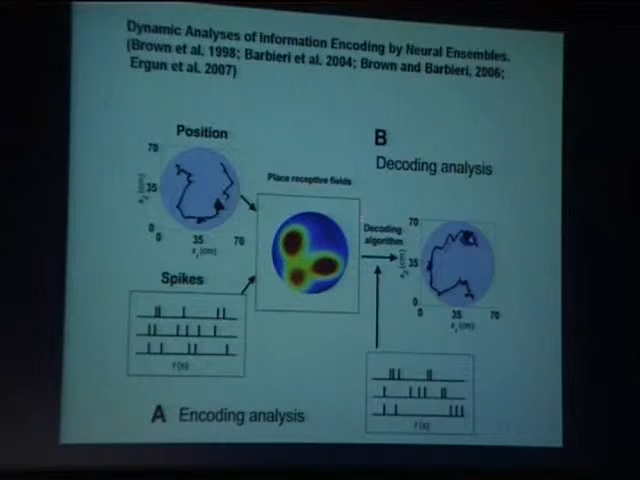 Dynamic Analyses of Information Encoding by Neural Ensembles.
(Brown et al. 1998; Barbieri et al. 2004; Brown and Barbieri, 2006;
Ergun et al. 2007)
Position
B
Decoding analysis
70
35
0
0 35 70
(cm)
Place receptive fields
Decoding
algorithm
70
35
0
0 35 70
(cm)
Spikes
A Encoding analysis